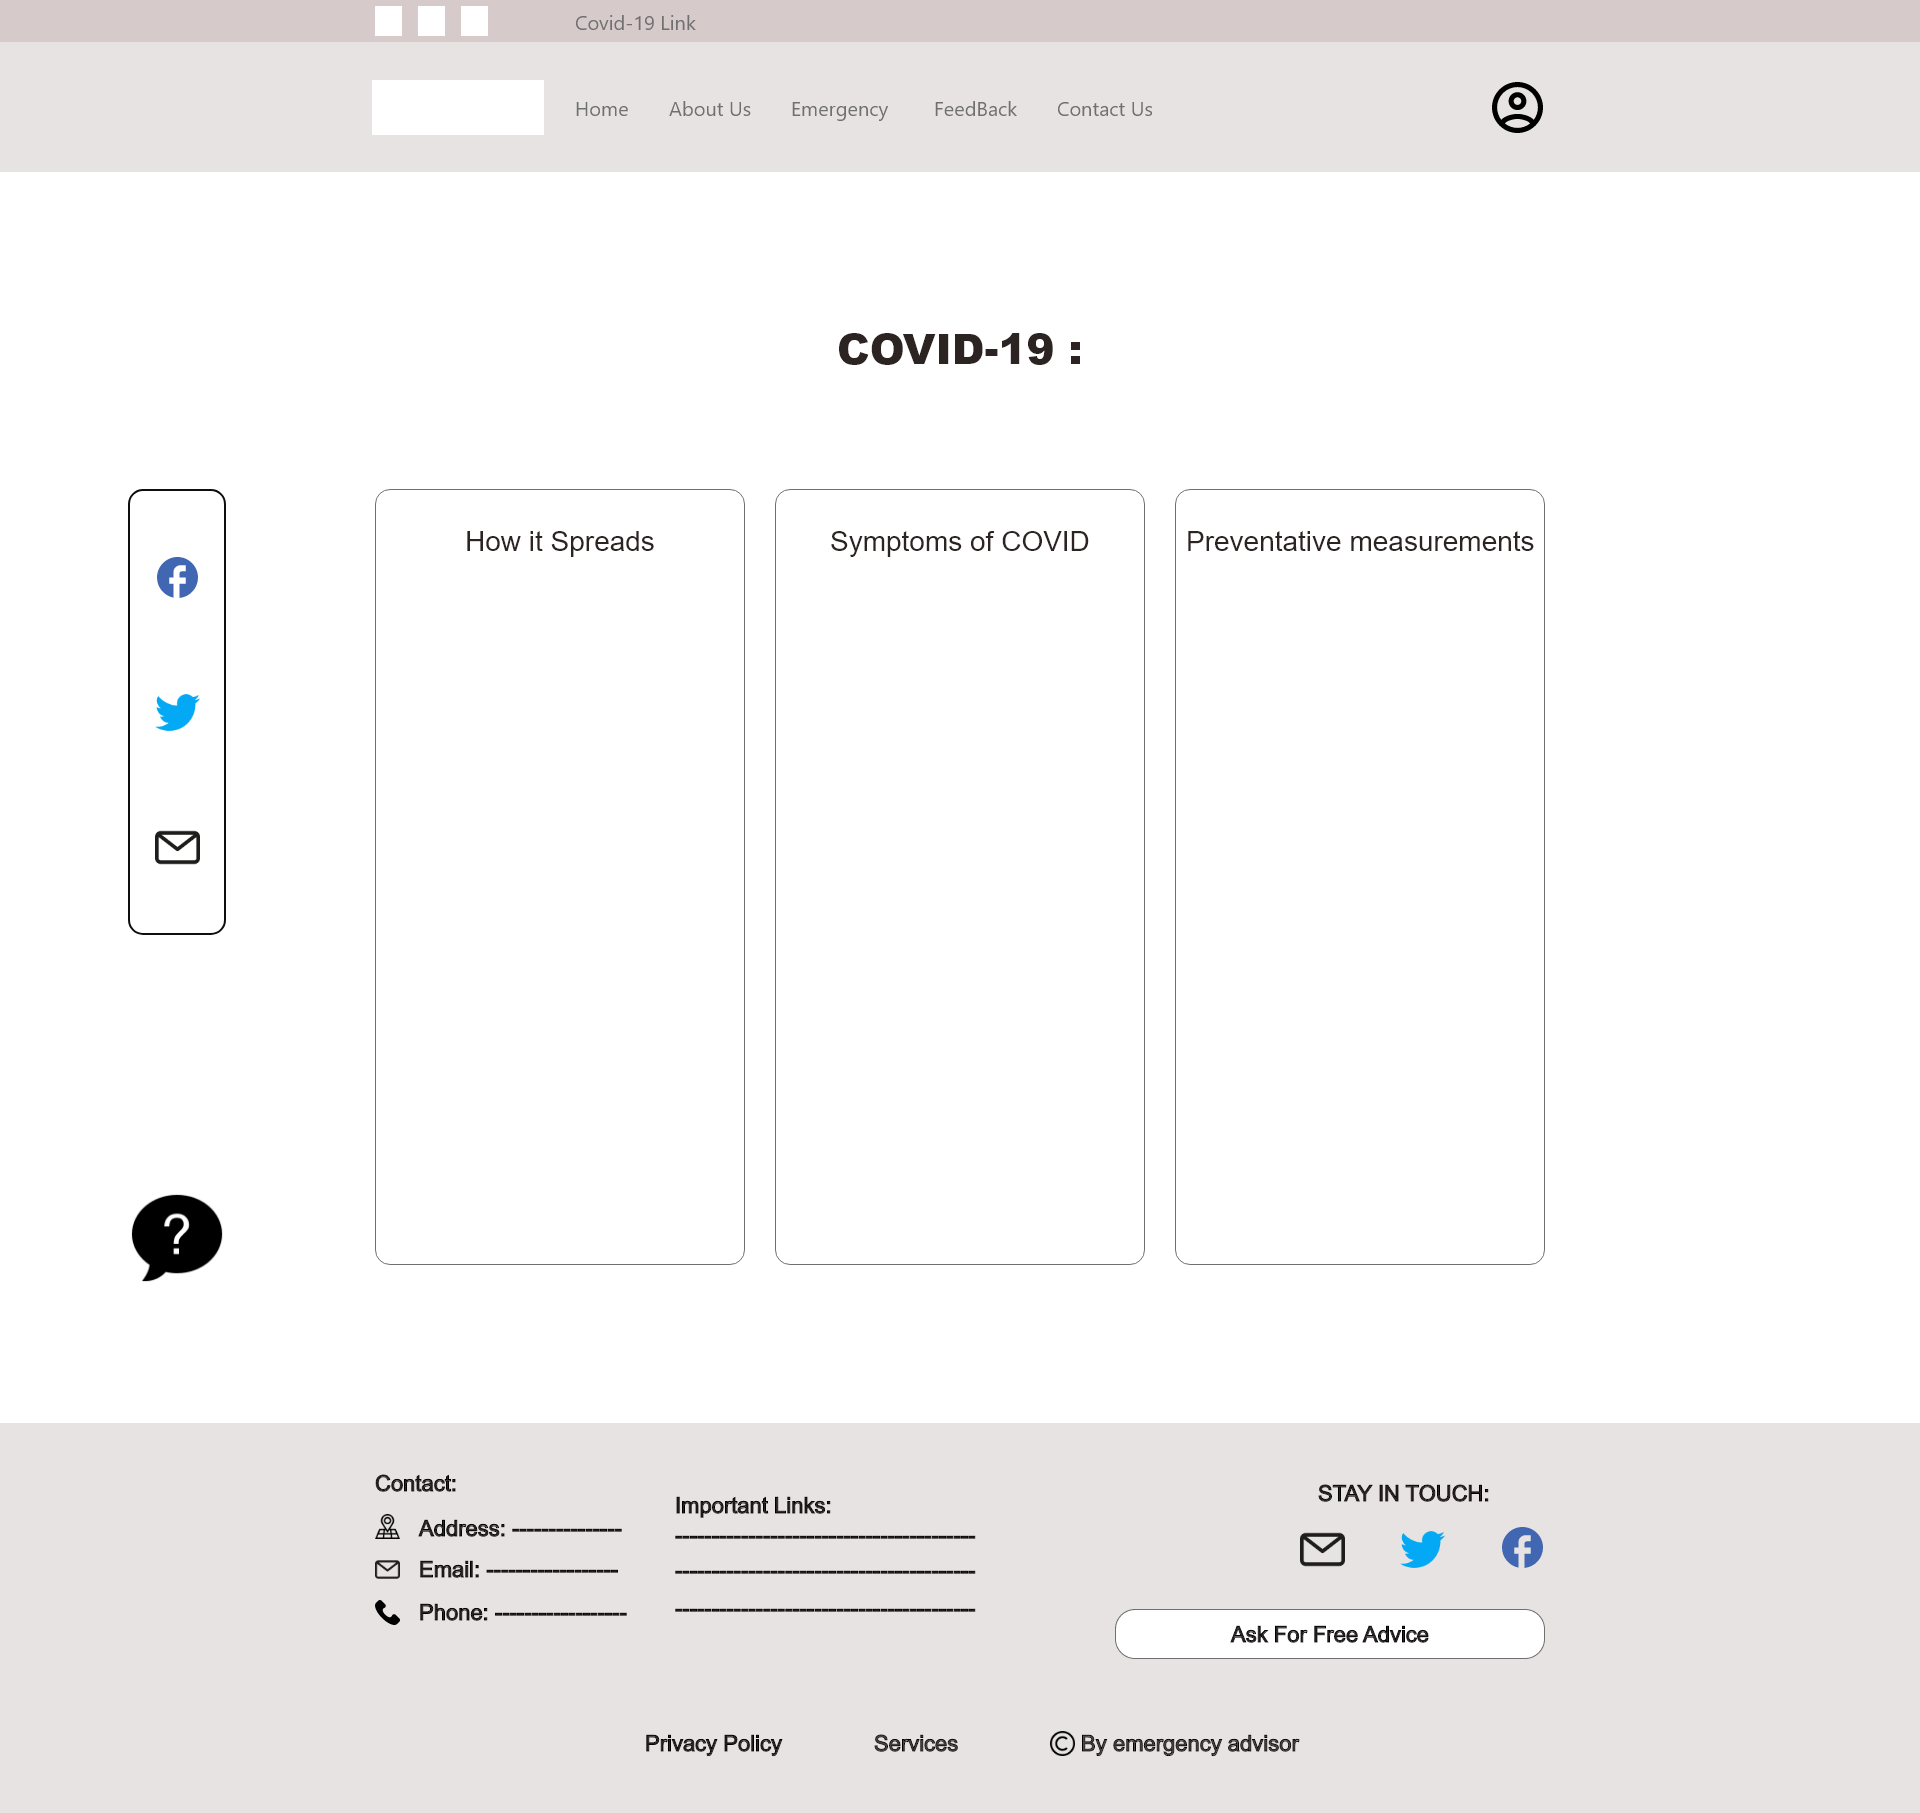 Covid-19 Link
Home About Us Emergency FeedBack Contact Us
COVID-19 :
How it Spreads
Symptoms of COVID
Preventative measurements
?
Contact:
Address: ---------------
Email: ------------------
Phone: ------------------
Important Links:
-----------------------------------------
-----------------------------------------
-----------------------------------------
STAY IN TOUCH:
Ask For Free Advice
Privacy Policy Services © By emergency advisor